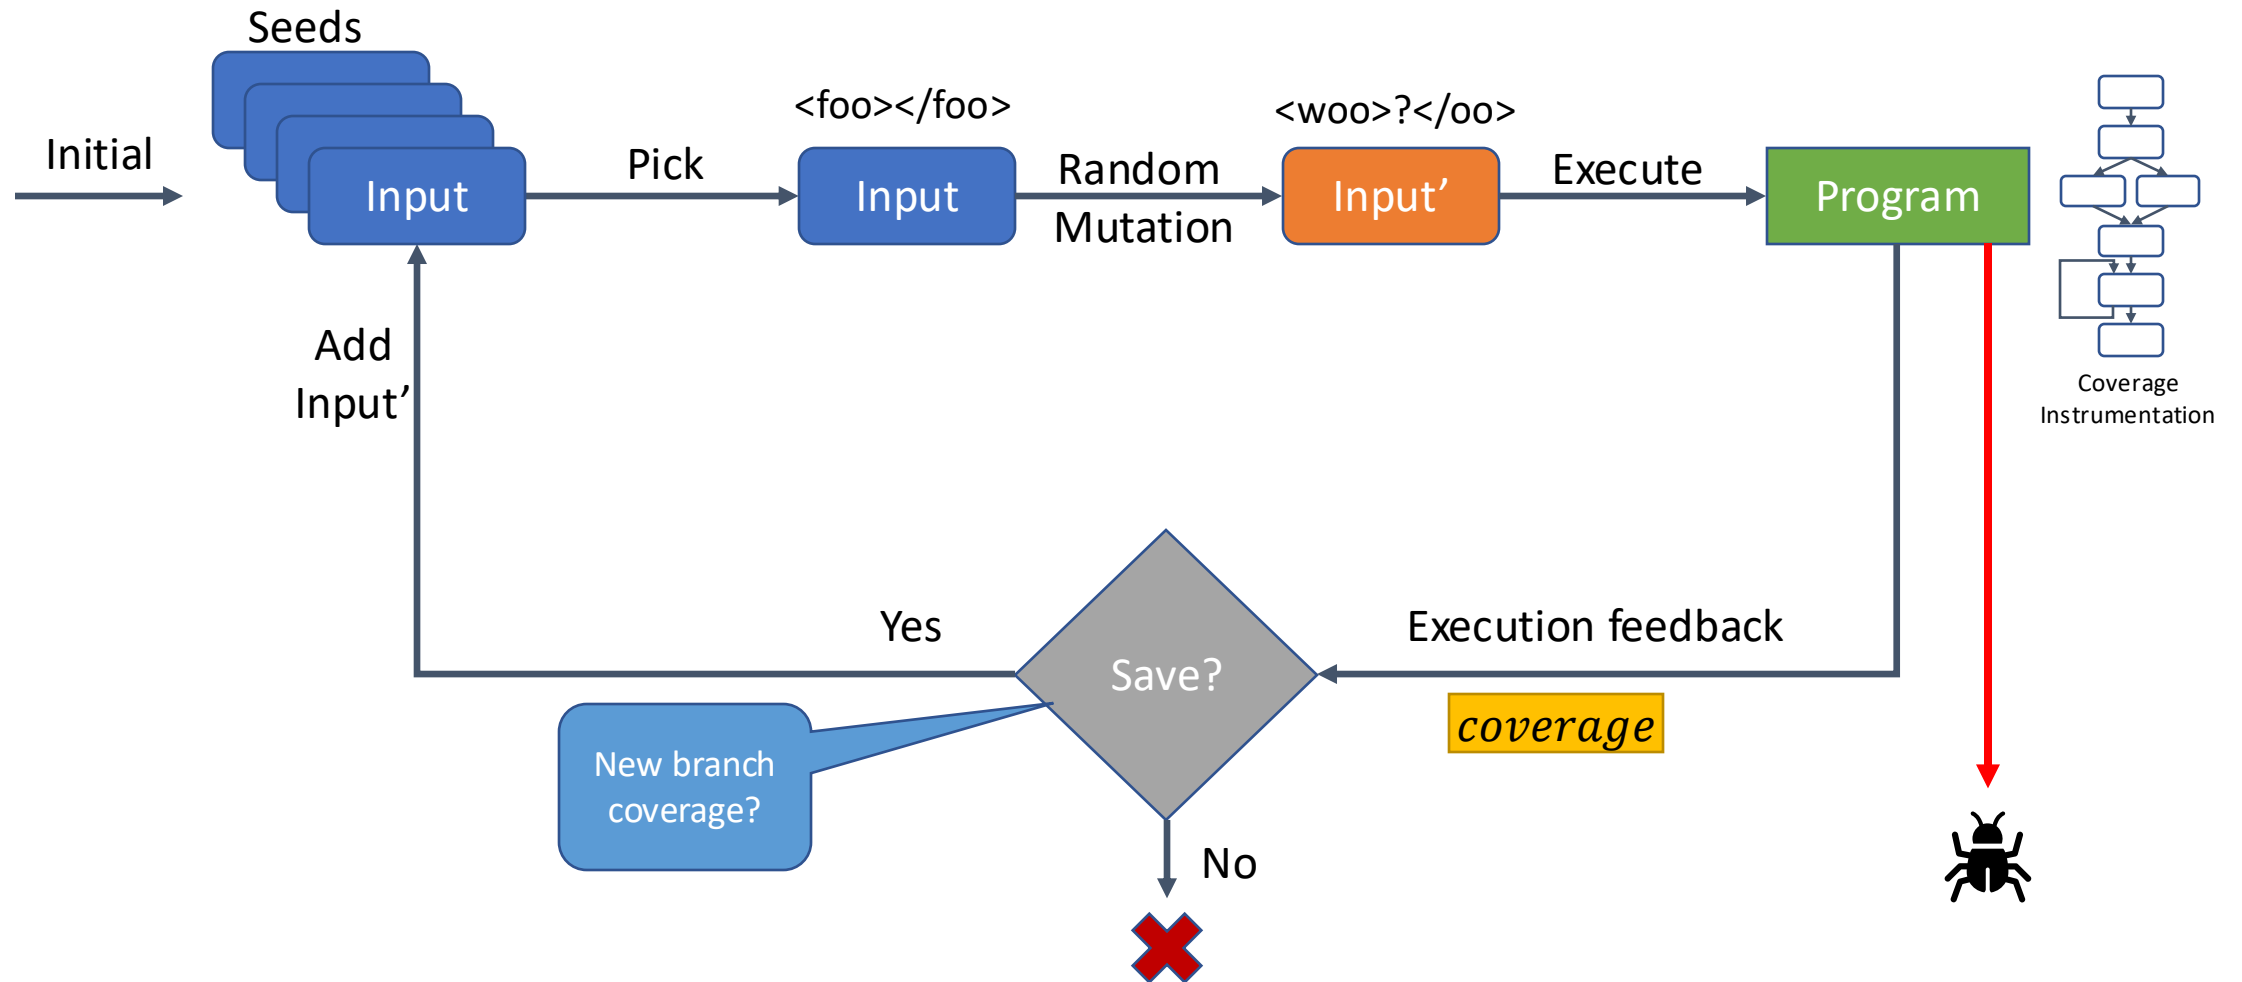 Seeds
Initial
Input
Pick
<foo></foo>
Input
Random
Mutation
<woo>?</oo>
Input’
Execute
Program
Coverage
Instrumentation
Add
Input’
Yes
Save?
Execution feedback
coverage
New branch
coverage?
No